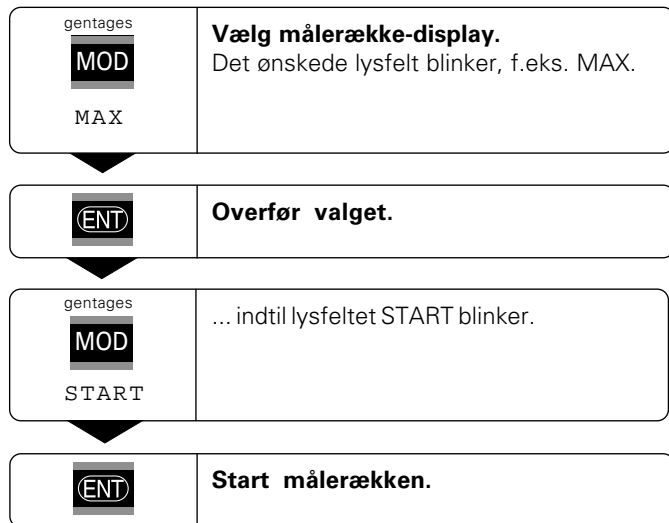 gentages
MOD
MAX
Vælg målerække-display.
Det ønskede lysfelt blinker, f.eks. MAX.
ENT
Overfør valget.
gentages
MOD
START
... indtil lysfeltet START blinker.
ENT
Start målerækken.